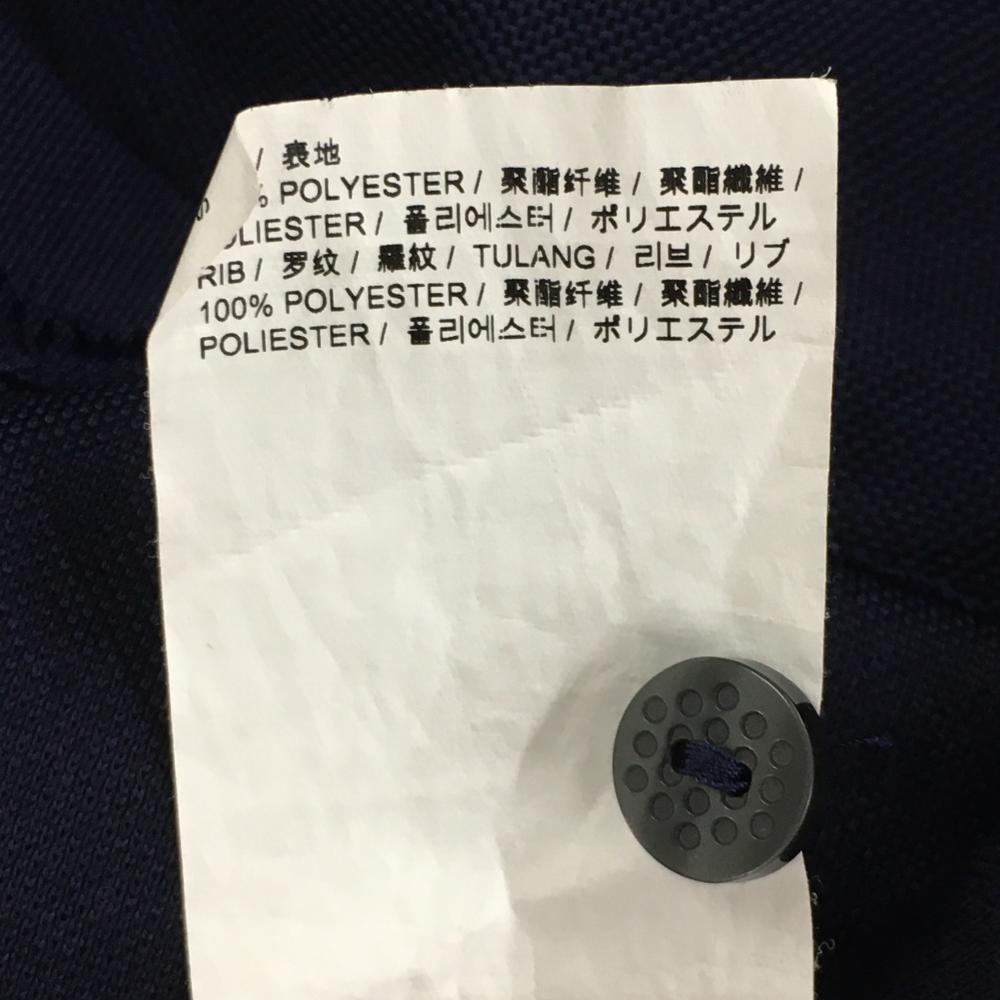 / 表地
% POLYESTER / 聚酯纤维 / 聚酯纖維 /
LIESTER / 폴리에스터 / ポリエステル
RIB / 罗纹 / 羅紋 / TULANG / 리브 / リブ
100% POLYESTER / 聚酯纤维 / 聚酯纖維 /
POLIESTER / 폴리에스터 / ポリエステル